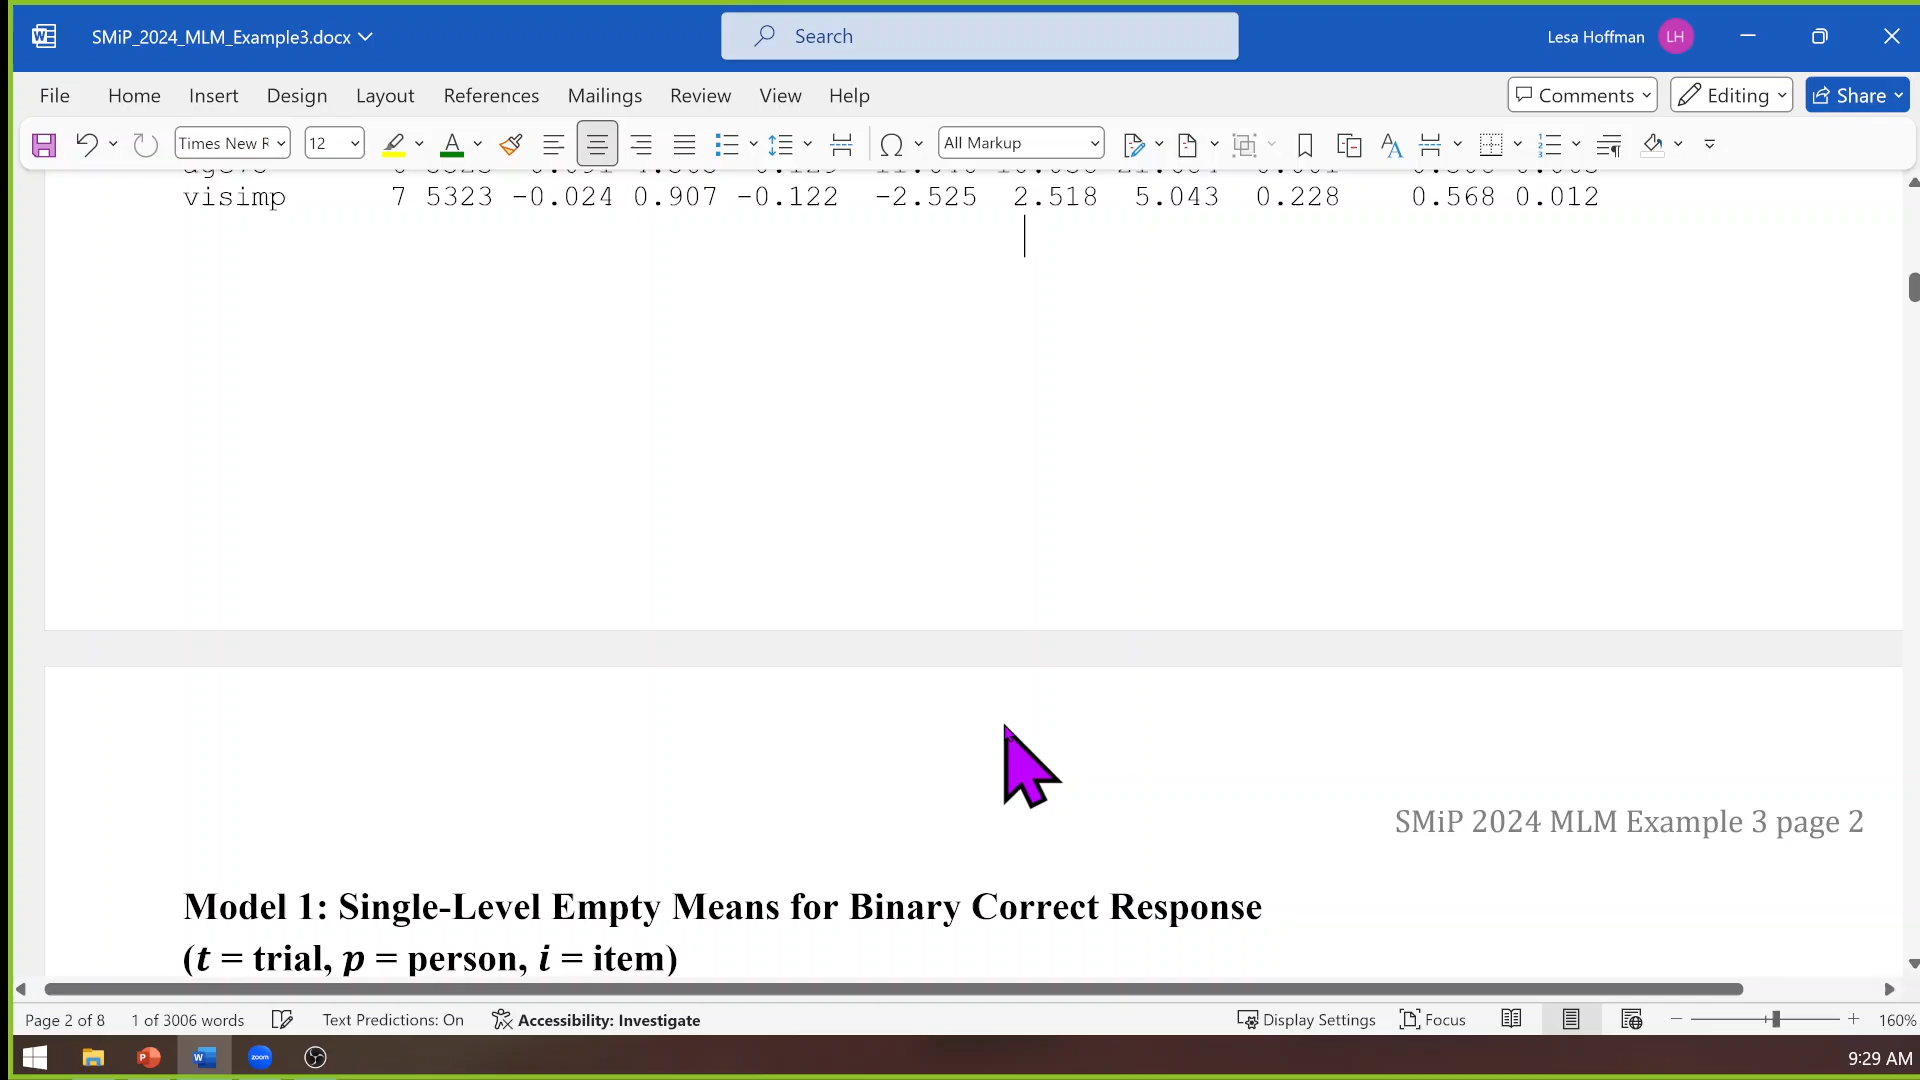 SMiP_2024_MLM_Example3.docx
Search
Lesa Hoffman
LH
File Home Insert Design Layout References Mailings Review View Help
Comments Editing Share
Times New R 12 All Markup
visimp 7 5323 -0.024 0.907 -0.122 -2.525 2.518 5.043 0.228 0.568 0.012
SMiP 2024 MLM Example 3 page 2
Model 1: Single-Level Empty Means for Binary Correct Response
(t = trial, p = person, i = item)
Page 2 of 8 1 of 3006 words Text Predictions: On Accessibility: Investigate Display Settings Focus 160%
zoom
9:29 AM